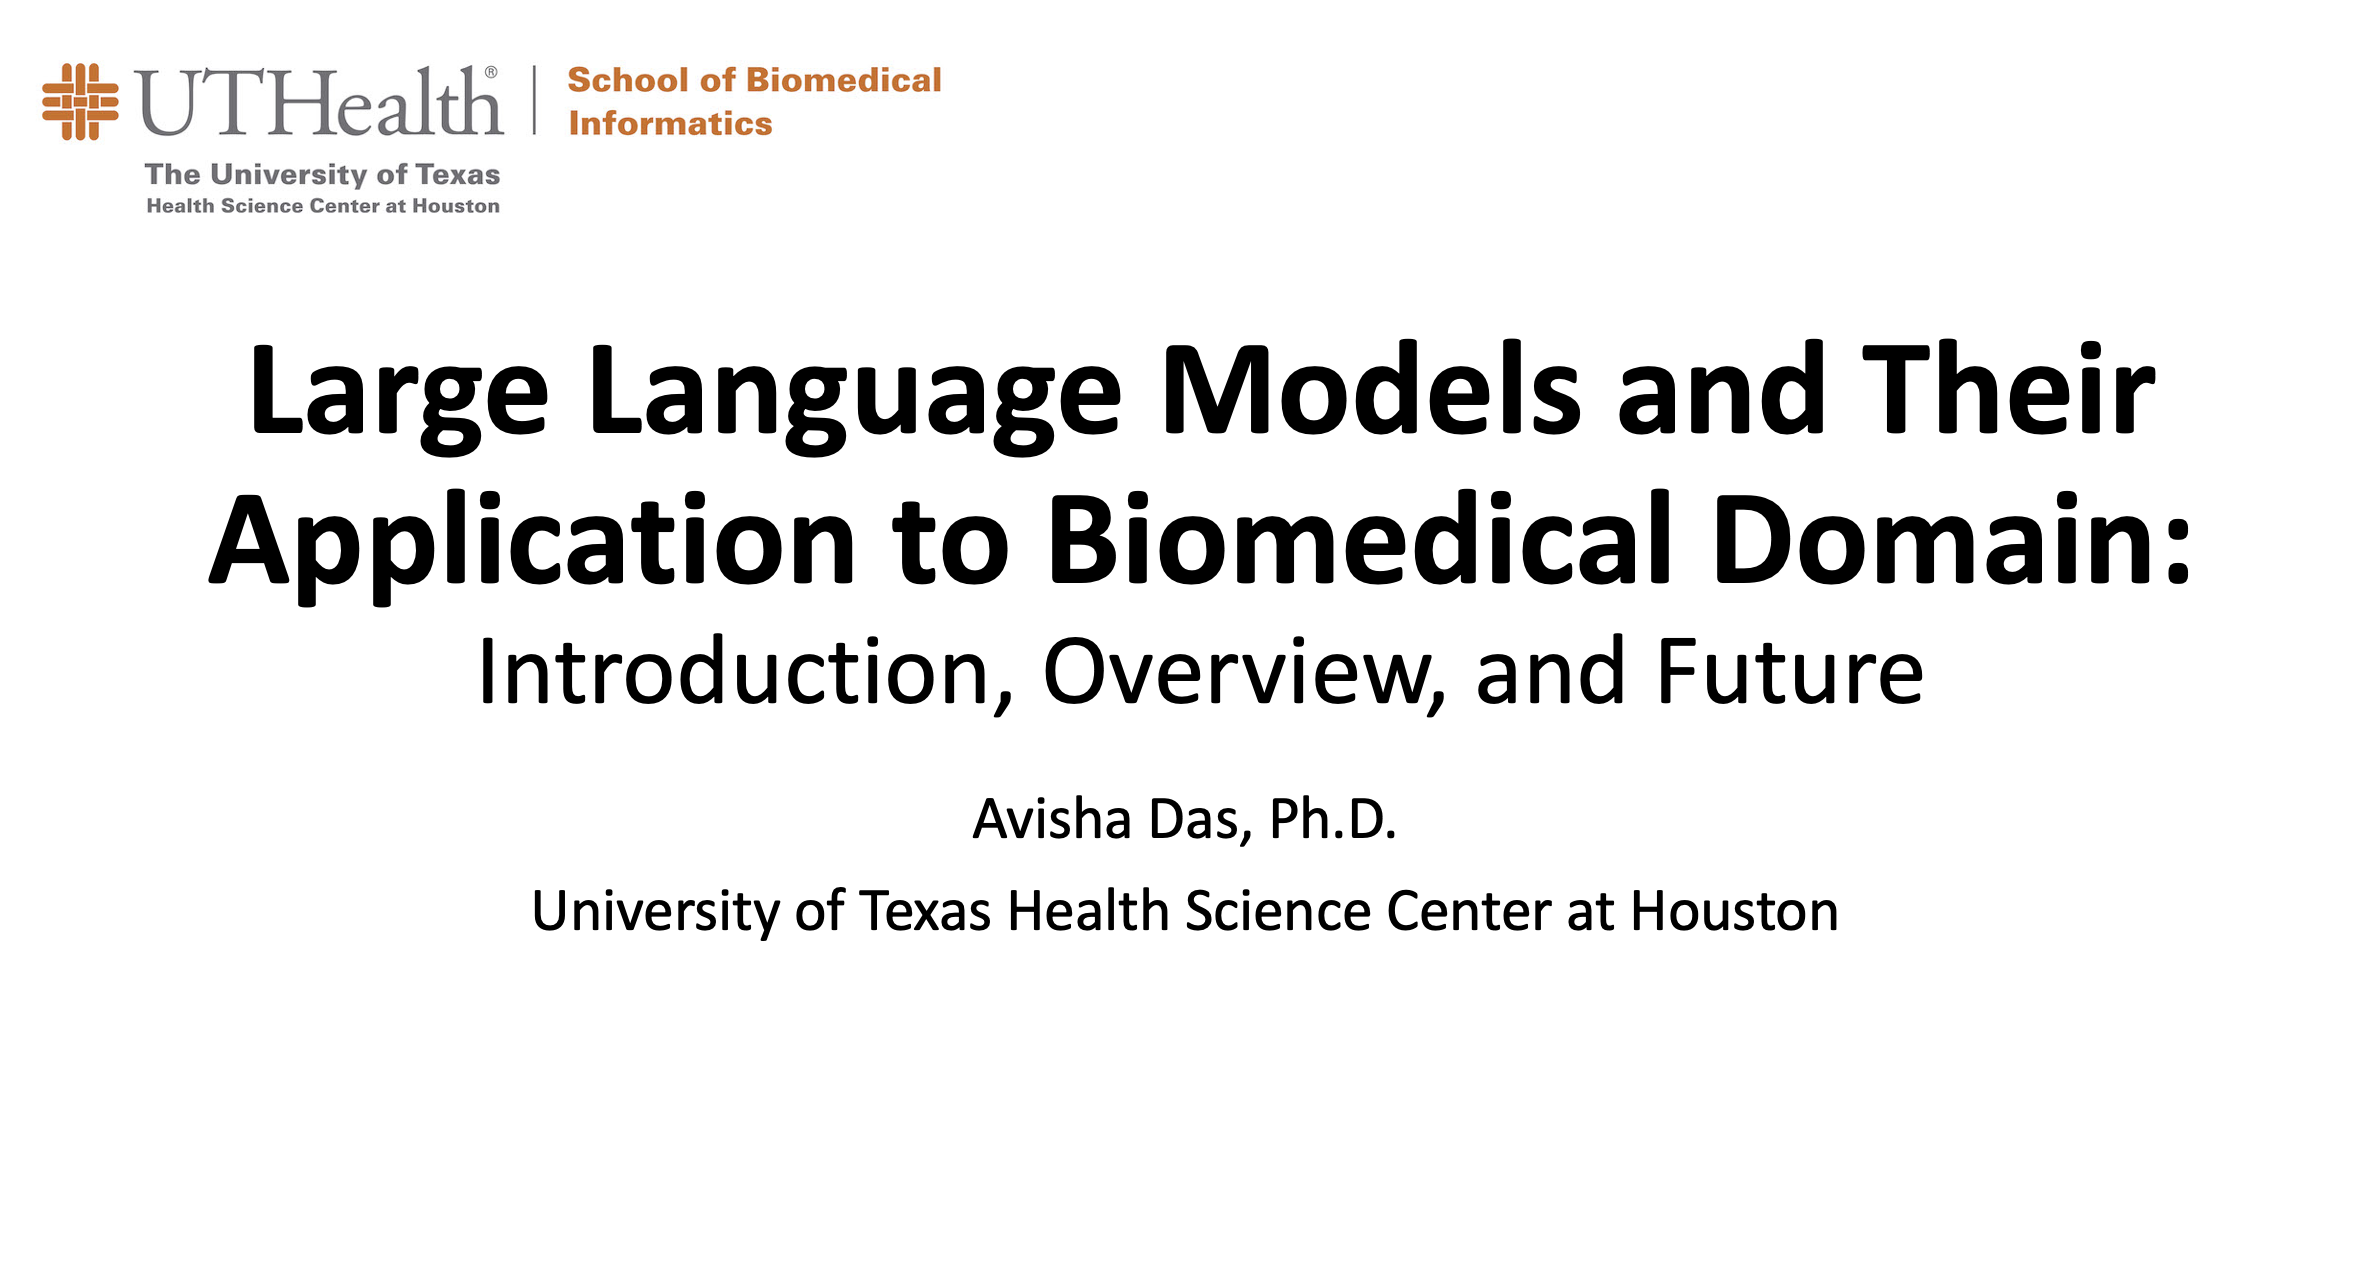 UTHealth®
School of Biomedical
Informatics
The University of Texas
Health Science Center at Houston
Large Language Models and Their
Application to Biomedical Domain:
Introduction, Overview, and Future
Avisha Das, Ph.D.
University of Texas Health Science Center at Houston